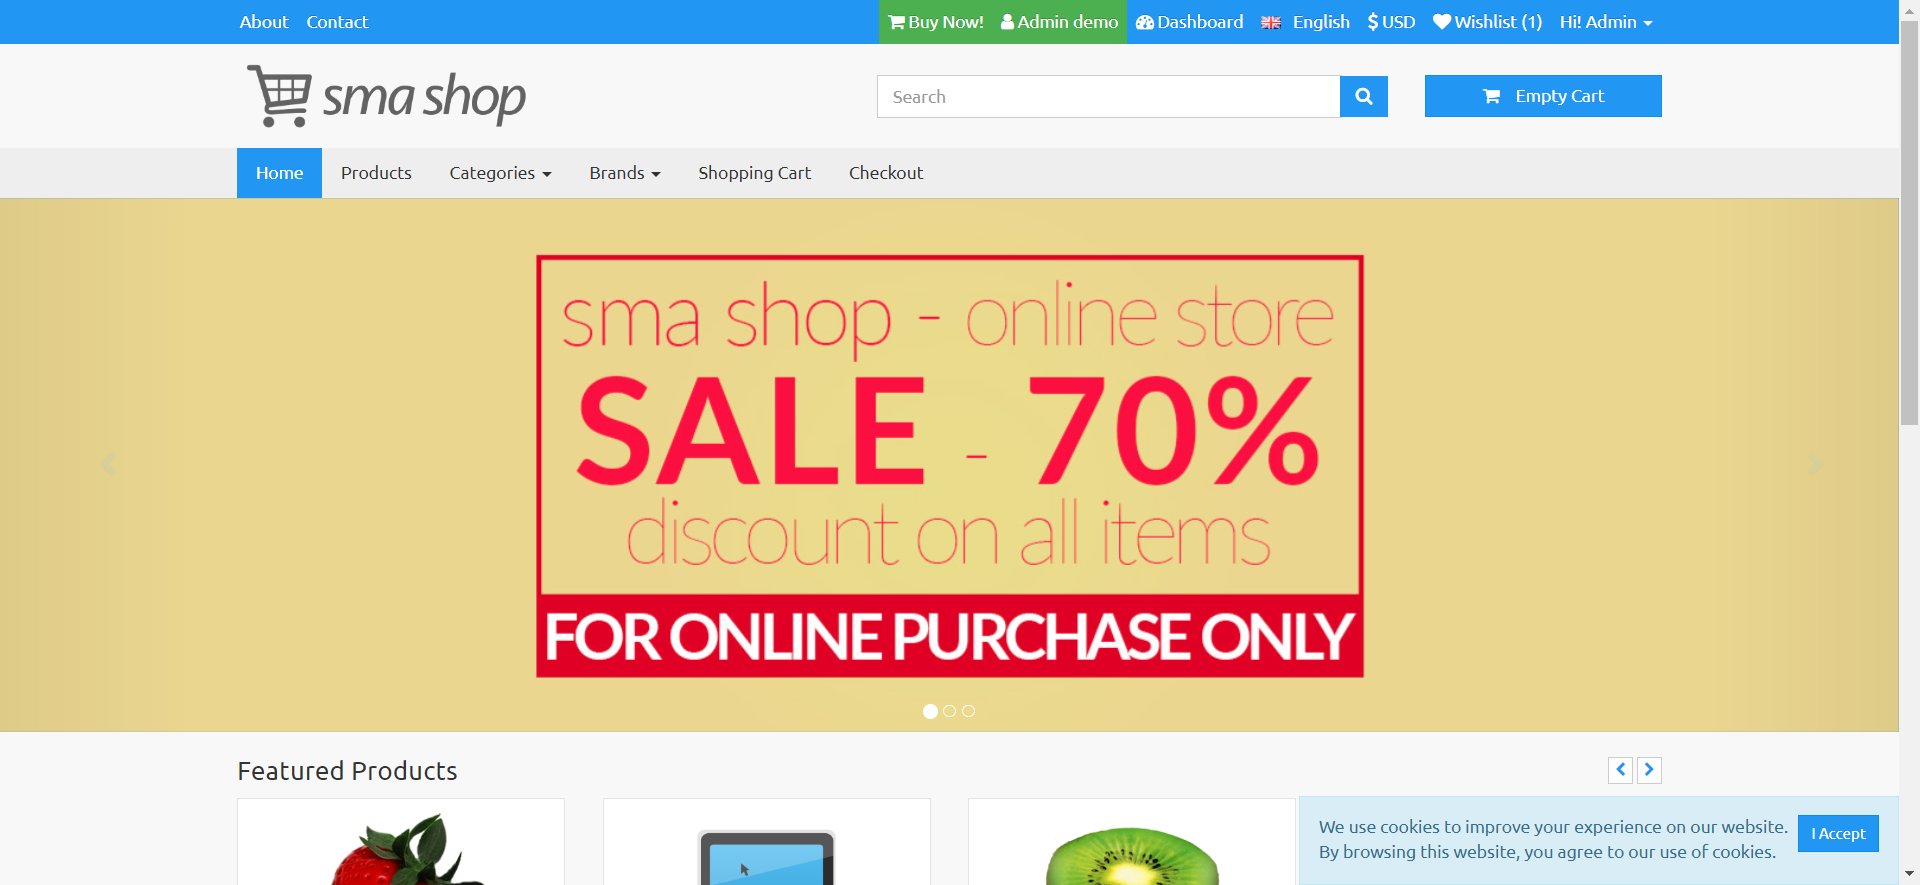 About Contact Buy Now! Admin demo Dashboard English $ USD Wishlist (1) Hi! Admin
sma shop Search Empty Cart
Home Products Categories Brands Shopping Cart Checkout
sma shop - online store
SALE - 70%
discount on all items
FOR ONLINE PURCHASE ONLY
Featured Products
We use cookies to improve your experience on our website.
By browsing this website, you agree to our use of cookies.
I Accept